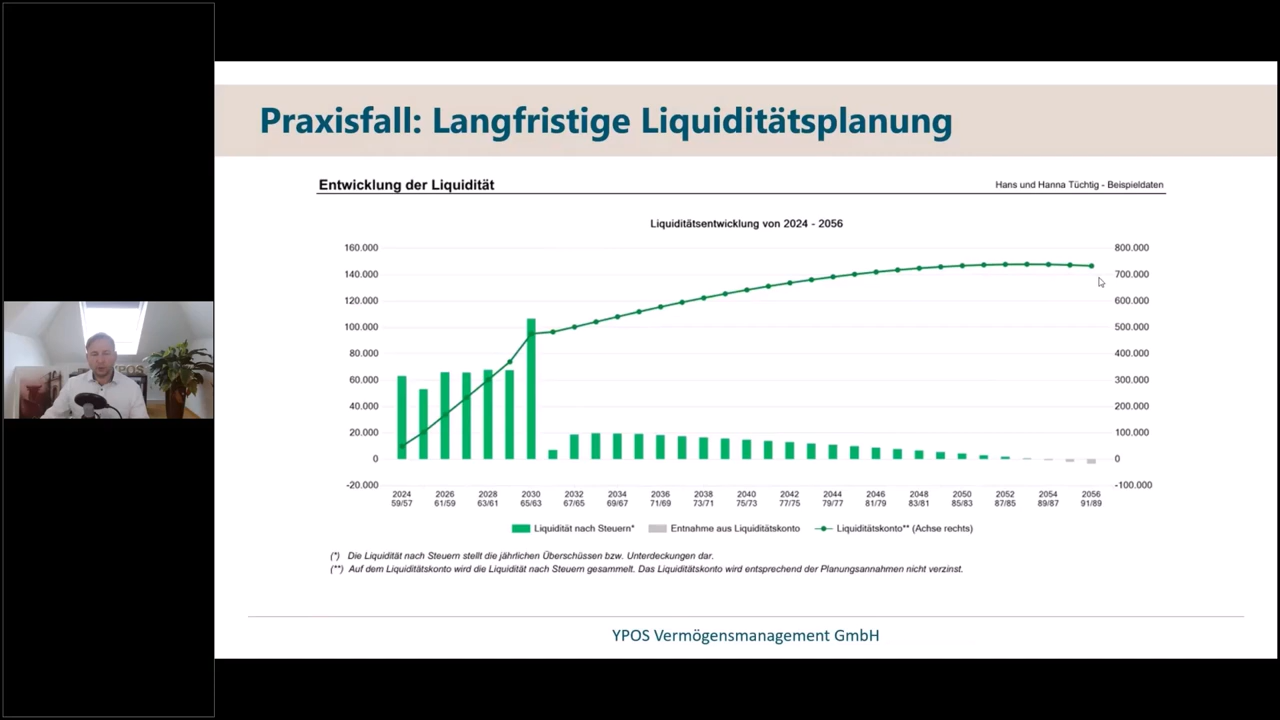 Praxisfall: Langfristige Liquiditätsplanung
Entwicklung der Liquidität
Hans und Hanna Tüchtig - Beispieldaten
Liquiditätsentwicklung von 2024 - 2056
160.000 800.000
140.000 700.000
120.000 600.000
100.000 500.000
80.000 400.000
60.000 300.000
40.000 200.000
20.000 100.000
0 0
-20.000 -100.000
2024 2026 2028 2030 2032 2034 2036 2038 2040 2042 2044 2046 2048 2050 2052 2054 2056
59/57 61/59 63/61 65/63 67/65 69/67 71/69 73/71 75/73 77/75 79/77 81/79 83/81 85/83 87/85 89/87 91/89
Liquidität nach Steuern* Entnahme aus Liquiditätskonto Liquiditätskonto** (Achse rechts)
(*) Die Liquidität nach Steuern stellt die jährlichen Überschüssen bzw. Unterdeckungen dar.
(**) Auf dem Liquiditätskonto wird die Liquidität nach Steuern gesammelt. Das Liquiditätskonto wird entsprechend der Planungsannahmen nicht verzinst.
YPOS Vermögensmanagement GmbH
YPOS